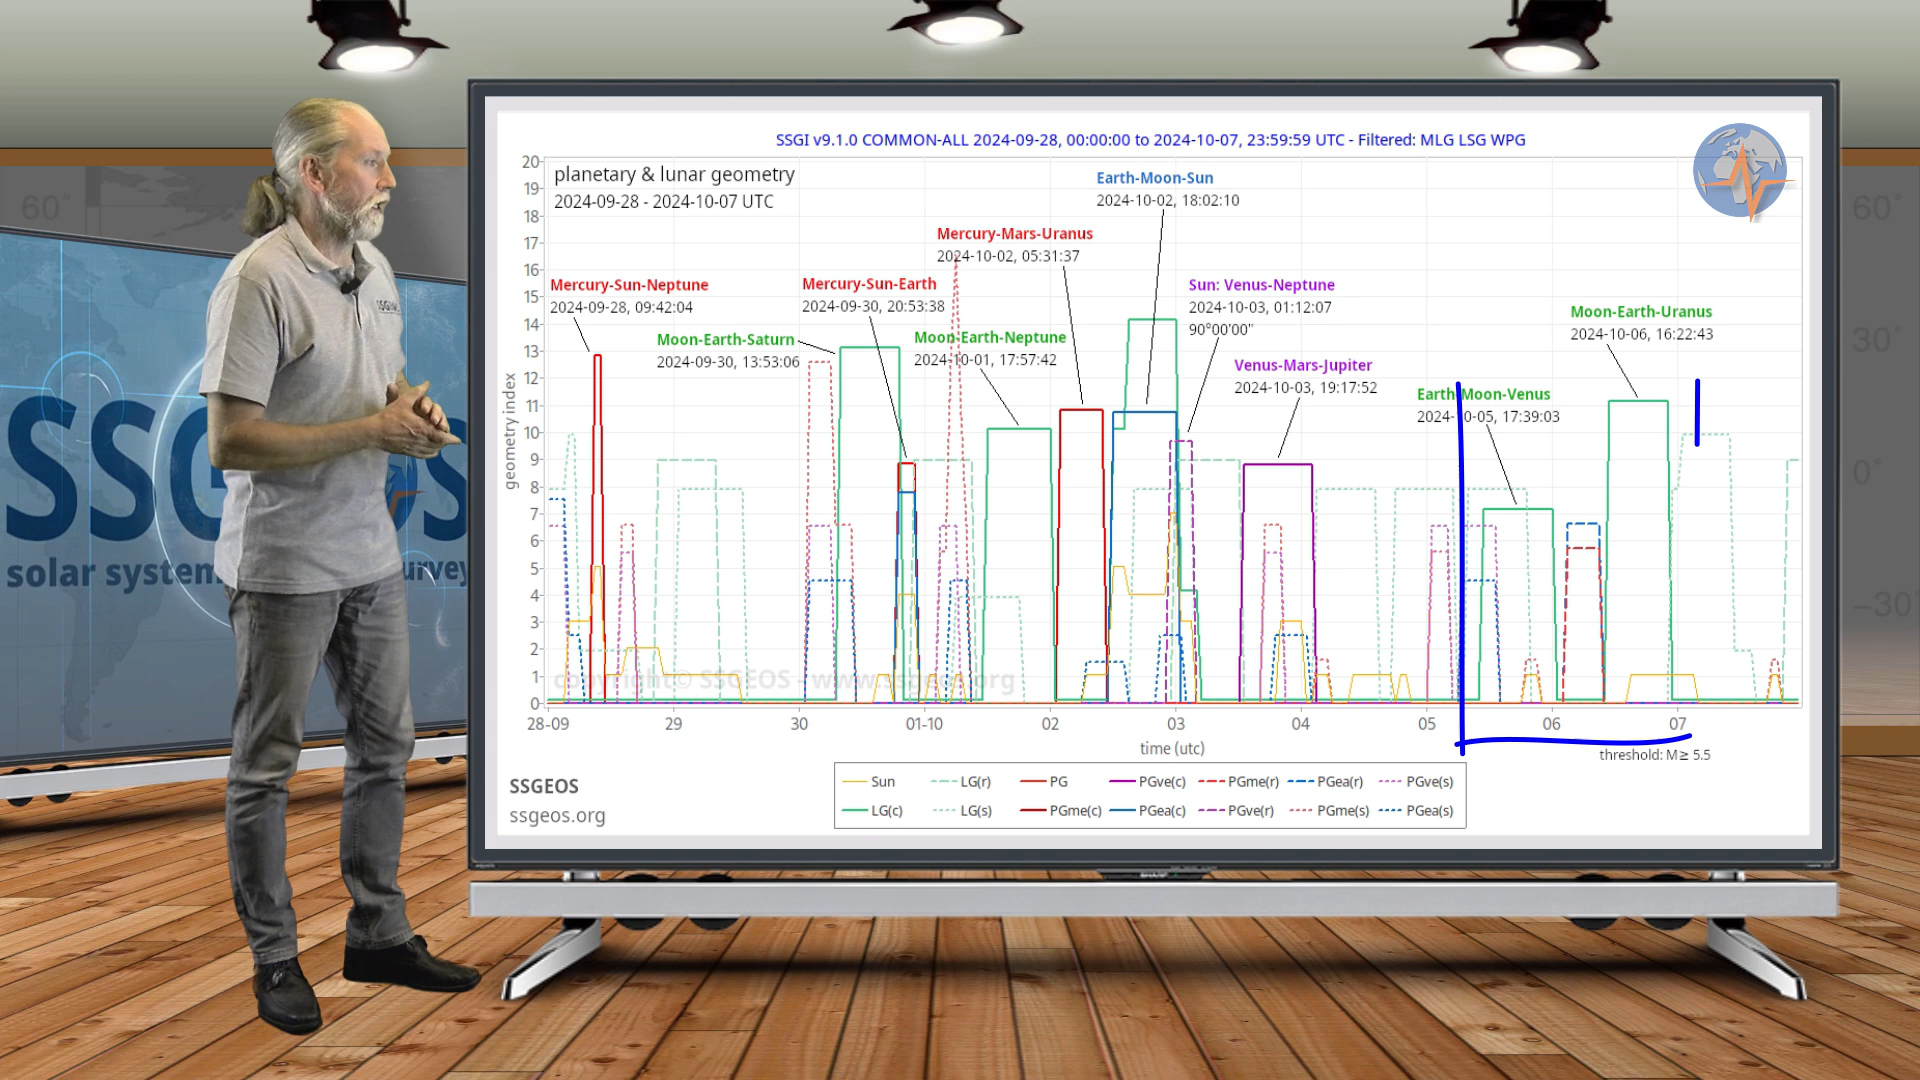 SSGI v9.1.0 COMMON-ALL 2024-09-28, 00:00:00 to 2024-10-07, 23:59:59 UTC - Filtered: MLG LSG WPG
planetary & lunar geometry
2024-09-28 - 2024-10-07 UTC
Earth-Moon-Sun
2024-10-02, 18:02:10
Mercury-Mars-Uranus
2024-10-02, 05:31:37
Mercury-Sun-Neptune
2024-09-28, 09:42:04
Mercury-Sun-Earth
2024-09-30, 20:53:38
Sun: Venus-Neptune
2024-10-03, 01:12:07
90°00'00"
Moon-Earth-Saturn
2024-09-30, 13:53:06
Moon-Earth-Neptune
2024-10-01, 17:57:42
Venus-Mars-Jupiter
2024-10-03, 19:17:52
Moon-Earth-Uranus
2024-10-06, 16:22:43
Earth-Moon-Venus
2024-10-05, 17:39:03
geometry index
20
19
18
17
16
15
14
13
12
11
10
9
8
7
6
5
4
3
2
1
0
copyright © SSGEOS - www.ssgeos.org
28-09 29 30 01-10 02 03 04 05 06 07
time (utc)
threshold: M≥ 5.5
SSGEOS
ssgeos.org
Sun LG(r) PG PGve(c) PGme(r) PGea(r) PGve(s)
LG(c) LG(s) PGme(c) PGea(c) PGve(r) PGme(s) PGea(s)
60°
60°
30°
0°
−30°
solar system
urvey